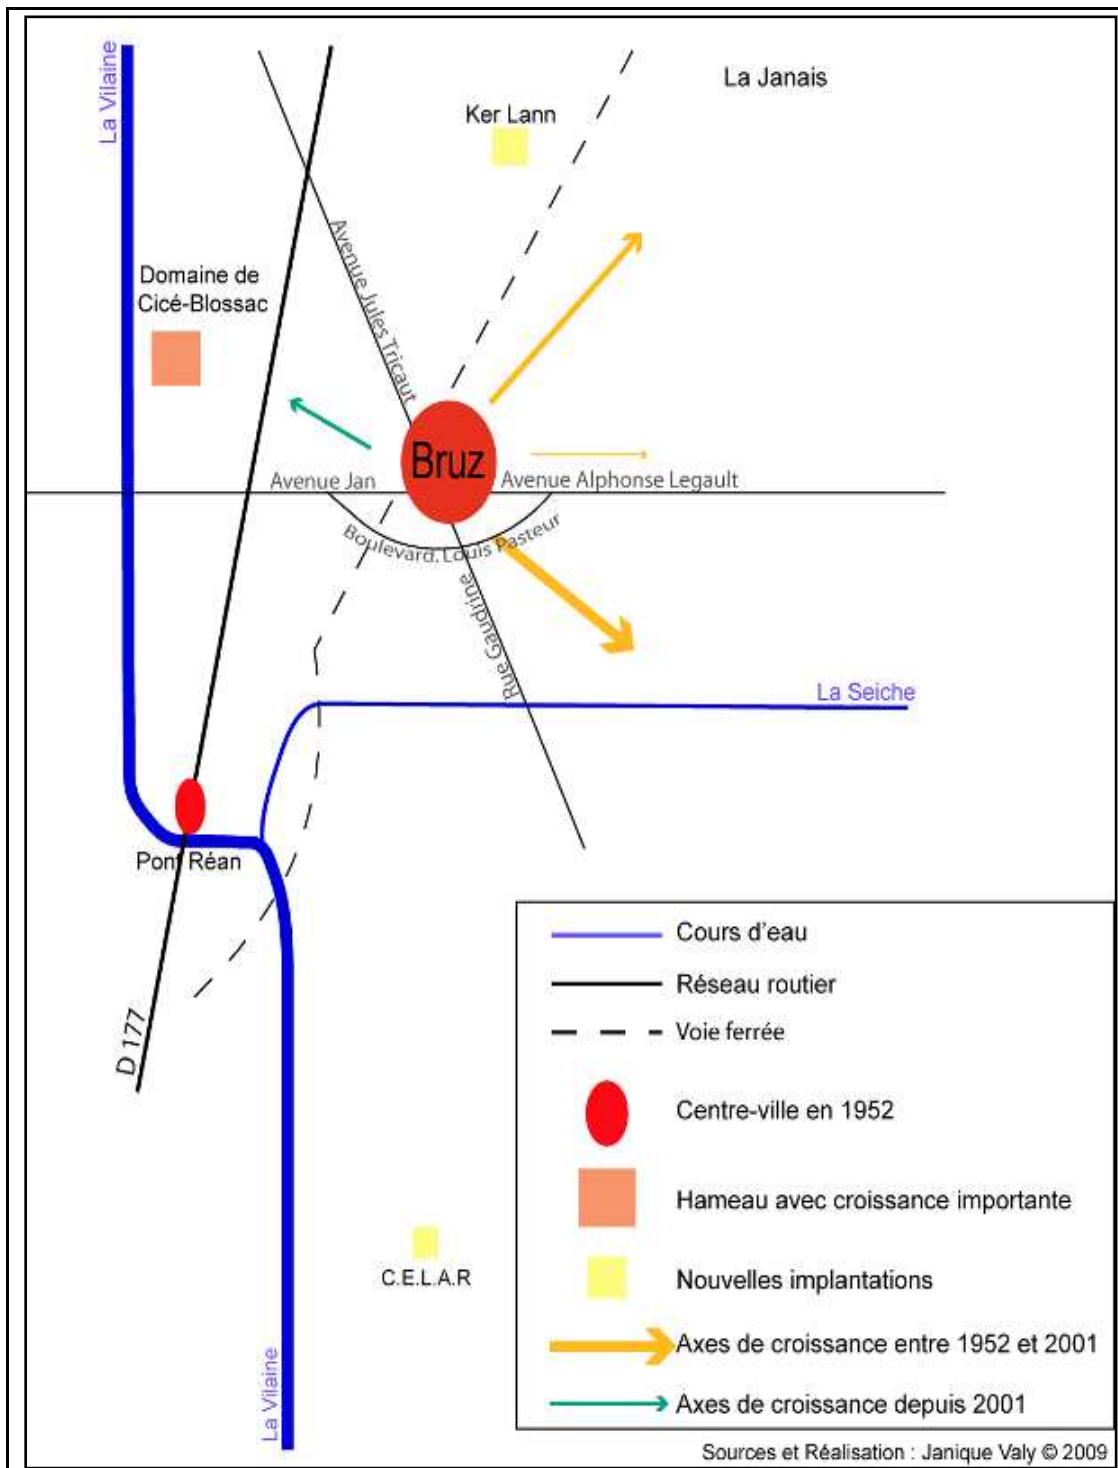 La Vilaine
La Janais
Ker Lann
Avenue Jules Tricaut
Domaine de
Cicé-Blossac
Bruz
Avenue Jan
Avenue Alphonse Legault
Boulevard Louis Pasteur
Rue Gaudrine
La Seiche
Pont Réan
D 177
C.E.L.A.R
La Vilaine
Cours d'eau
Réseau routier
Voie ferrée
Centre-ville en 1952
Hameau avec croissance importante
Nouvelles implantations
Axes de croissance entre 1952 et 2001
Axes de croissance depuis 2001
Sources et Réalisation : Janique Valy © 2009